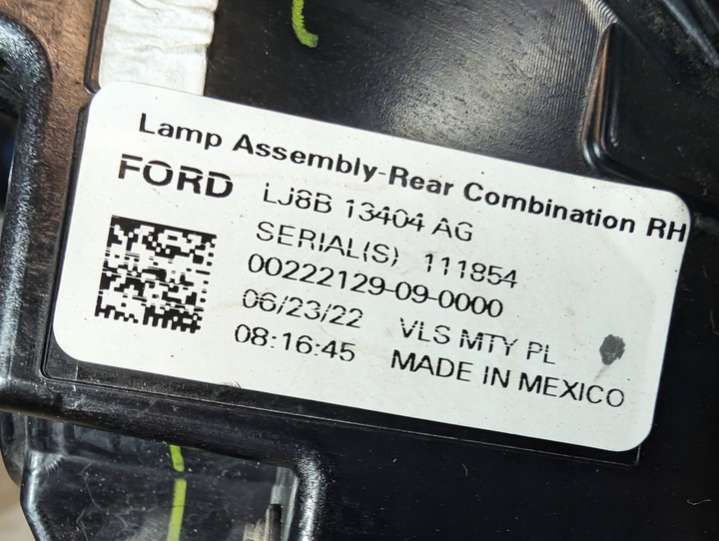 Lamp Assembly-Rear Combination RH
FORD LJ8B 13404 AG
SERIAL(S) 111854
00222129-09-0000
06/23/22 VLS MTY PL
08:16:45 MADE IN MEXICO